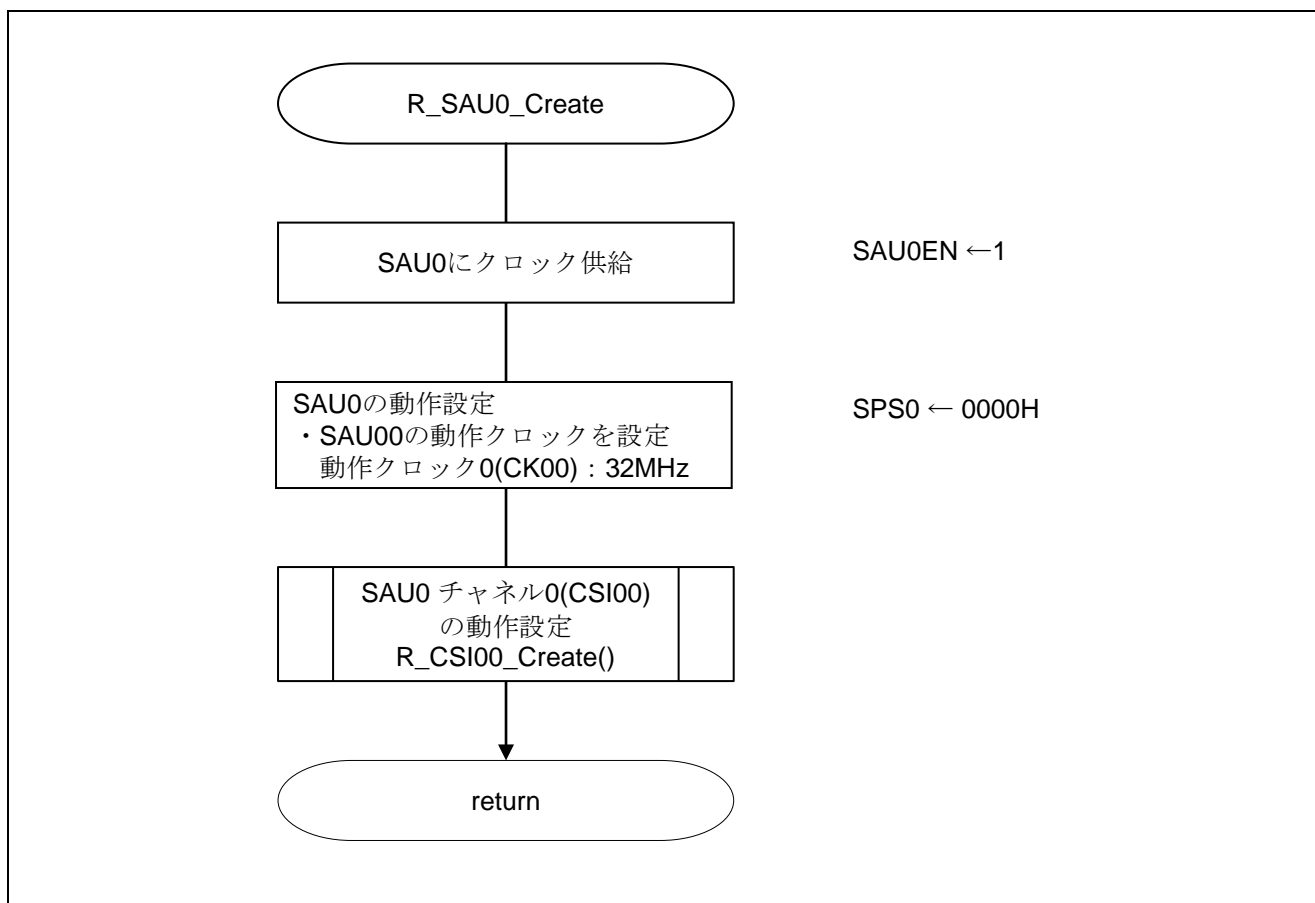 R_SAU0_Create
SAU0にクロック供給
SAU0EN ←1
SAU0の動作設定
・SAU00の動作クロックを設定
動作クロック0(CK00)：32MHz
SPS0 ← 0000H
SAU0 チャネル0(CSI00)
の動作設定
R_CSI00_Create()
return